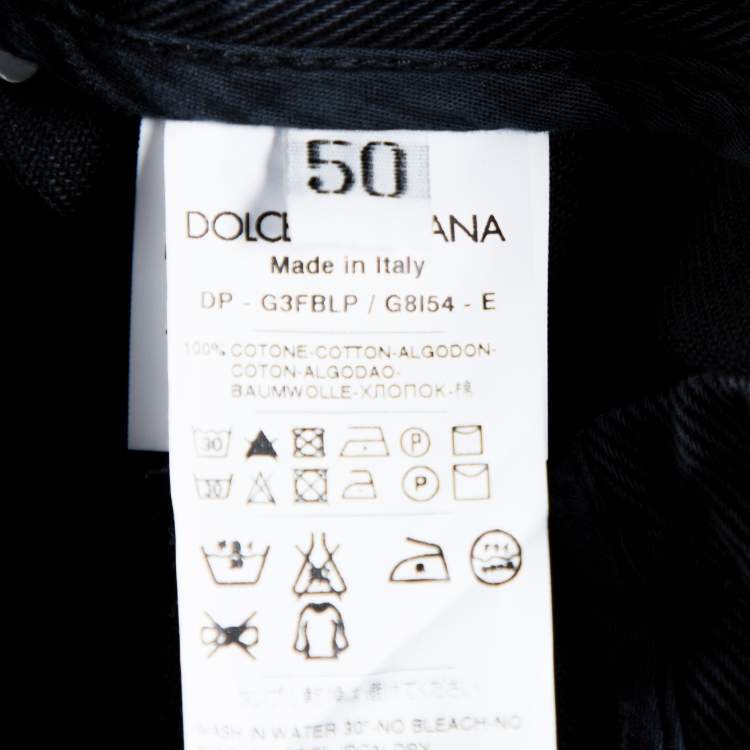 50
DOLCE ANA
Made in Italy
DP - G3FBLP / G8I54 - E
100% COTONE-COTTON-ALGODON-
COTON-ALGODAO-
BAUMWOLLE-ХЛОПОК-棉
30 P
30 P
WASH IN WATER 30°-NO BLEACH-NO